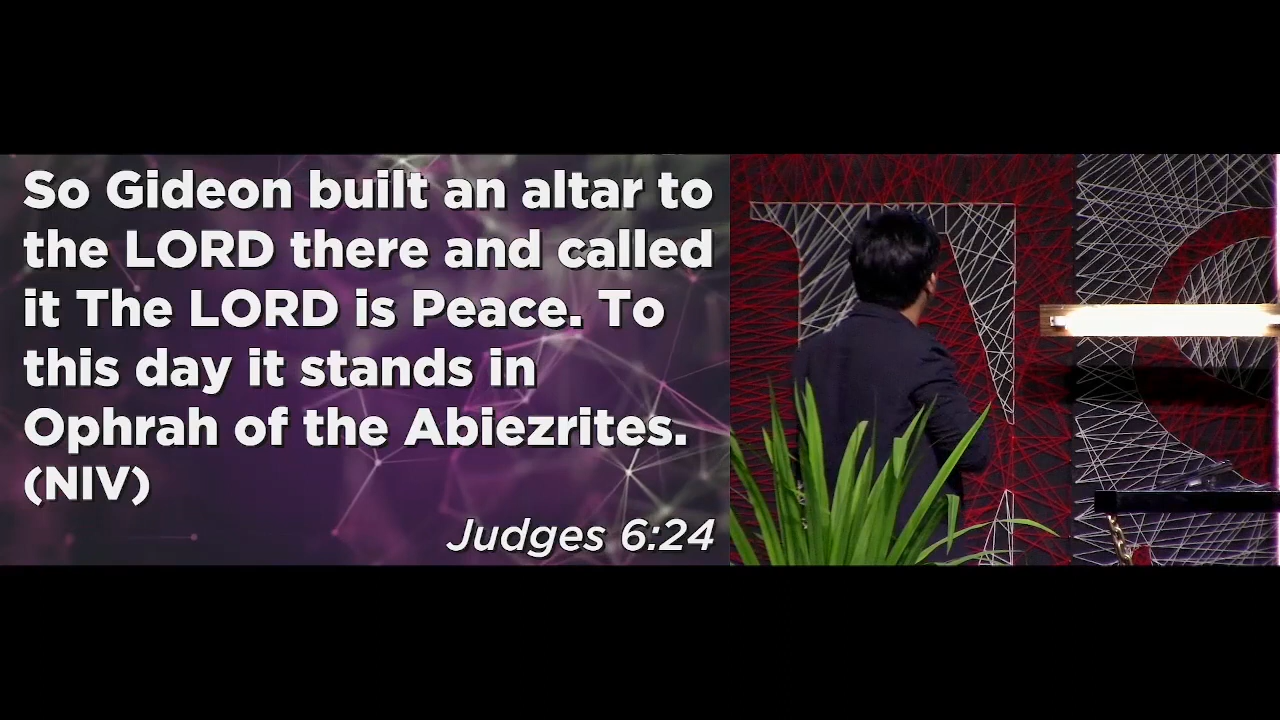 So Gideon built an altar to
the LORD there and called
it The LORD is Peace. To
this day it stands in
Ophrah of the Abiezrites.
(NIV)
Judges 6:24